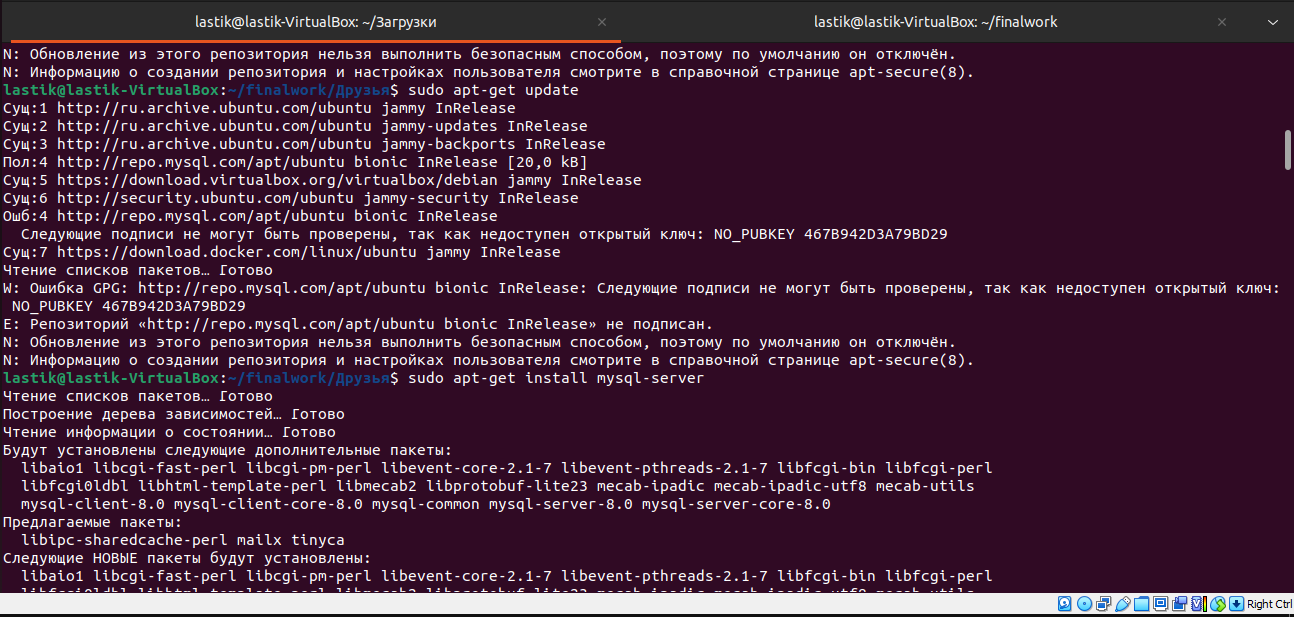 lastik@lastik-VirtualBox: ~/Загрузки
lastik@lastik-VirtualBox: ~/finalwork
N: Обновление из этого репозитория нельзя выполнить безопасным способом, поэтому по умолчанию он отключён.
N: Информацию о создании репозитория и настройках пользователя смотрите в справочной странице apt-secure(8).
lastik@lastik-VirtualBox:~/finalwork/Друзья$ sudo apt-get update
Сущ:1 http://ru.archive.ubuntu.com/ubuntu jammy InRelease
Сущ:2 http://ru.archive.ubuntu.com/ubuntu jammy-updates InRelease
Сущ:3 http://ru.archive.ubuntu.com/ubuntu jammy-backports InRelease
Пол:4 http://repo.mysql.com/apt/ubuntu bionic InRelease [20,0 kB]
Сущ:5 https://download.virtualbox.org/virtualbox/debian jammy InRelease
Сущ:6 http://security.ubuntu.com/ubuntu jammy-security InRelease
Ошб:4 http://repo.mysql.com/apt/ubuntu bionic InRelease
Следующие подписи не могут быть проверены, так как недоступен открытый ключ: NO_PUBKEY 467B942D3A79BD29
Сущ:7 https://download.docker.com/linux/ubuntu jammy InRelease
Чтение списков пакетов… Готово
W: Ошибка GPG: http://repo.mysql.com/apt/ubuntu bionic InRelease: Следующие подписи не могут быть проверены, так как недоступен открытый ключ:
NO_PUBKEY 467B942D3A79BD29
E: Репозиторий «http://repo.mysql.com/apt/ubuntu bionic InRelease» не подписан.
N: Обновление из этого репозитория нельзя выполнить безопасным способом, поэтому по умолчанию он отключён.
N: Информацию о создании репозитория и настройках пользователя смотрите в справочной странице apt-secure(8).
lastik@lastik-VirtualBox:~/finalwork/Друзья$ sudo apt-get install mysql-server
Чтение списков пакетов… Готово
Построение дерева зависимостей… Готово
Чтение информации о состоянии… Готово
Будут установлены следующие дополнительные пакеты:
libaio1 libcgi-fast-perl libcgi-pm-perl libevent-core-2.1-7 libevent-pthreads-2.1-7 libfcgi-bin libfcgi-perl
libfcgi0ldbl libhtml-template-perl libmecab2 libprotobuf-lite23 mecab-ipadic mecab-ipadic-utf8 mecab-utils
mysql-client-8.0 mysql-client-core-8.0 mysql-common mysql-server-8.0 mysql-server-core-8.0
Предлагаемые пакеты:
libipc-sharedcache-perl mailx tinyca
Следующие НОВЫЕ пакеты будут установлены:
libaio1 libcgi-fast-perl libcgi-pm-perl libevent-core-2.1-7 libevent-pthreads-2.1-7 libfcgi-bin libfcgi-perl
libfcgi0ldbl libhtml-template-perl libmecab2 libprotobuf-lite23 mecab-ipadic mecab-ipadic-utf8 mecab-utils
Right Ctrl